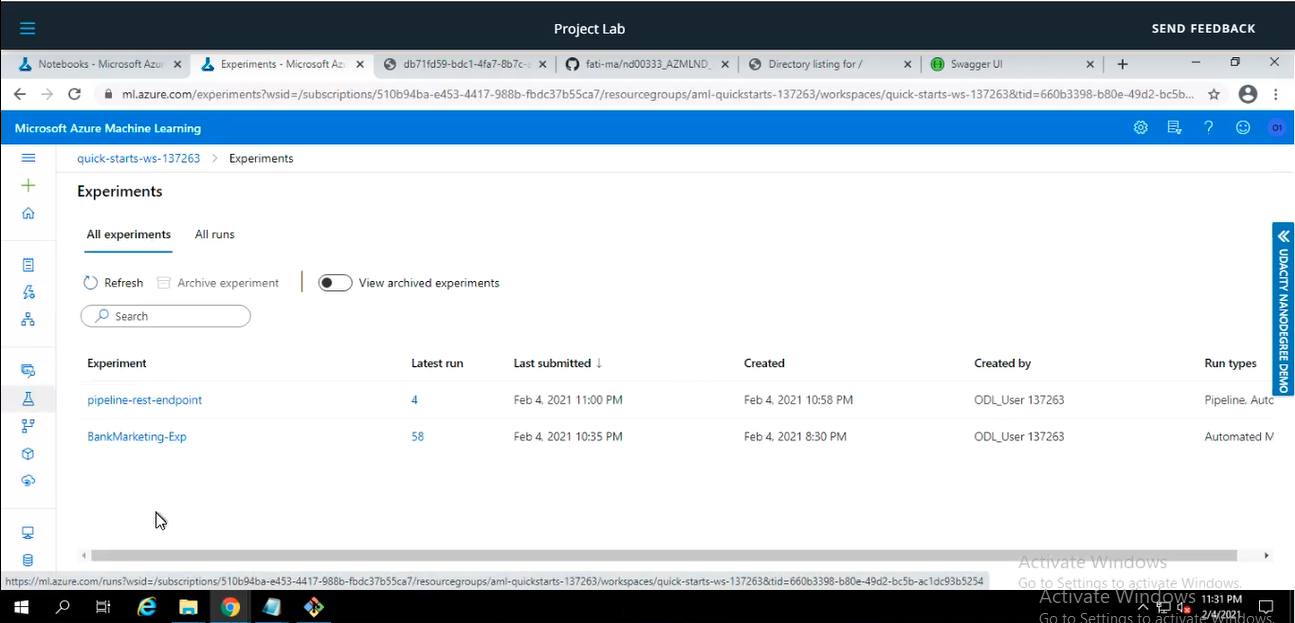 Project Lab
SEND FEEDBACK
Notebooks - Microsoft Azur
Experiments - Microsoft Az
db71fd59-bdc1-4fa7-8b7c-
fati-ma/nd00333_AZMLND_
Directory listing for /
Swagger UI
ml.azure.com/experiments?wsid=/subscriptions/510b94ba-e453-4417-988b-fbdc37b55ca7/resourcegroups/aml-quickstarts-137263/workspaces/quick-starts-ws-137263&tid=660b3398-b80e-49d2-bc5b...
Microsoft Azure Machine Learning
quick-starts-ws-137263 > Experiments
Experiments
All experiments All runs
Refresh Archive experiment View archived experiments
Search
UDACITY NANODEGREE DEMO
Experiment Latest run Last submitted ↓ Created Created by Run types
pipeline-rest-endpoint 4 Feb 4, 2021 11:00 PM Feb 4, 2021 10:58 PM ODL_User 137263 Pipeline, Auto
BankMarketing-Exp 58 Feb 4, 2021 10:35 PM Feb 4, 2021 8:30 PM ODL_User 137263 Automated M
Activate Windows
Go to Settings to activate Windows.
https://ml.azure.com/runs?wsid=/subscriptions/510b94ba-e453-4417-988b-fbdc37b55ca7/resourcegroups/aml-quickstarts-137263/workspaces/quick-starts-ws-137263&tid=660b3398-b80e-49d2-bc5b-ac1dc93b5254
Activate Windows
Go to Settings to activate Windows.
11:31 PM
2/4/2021